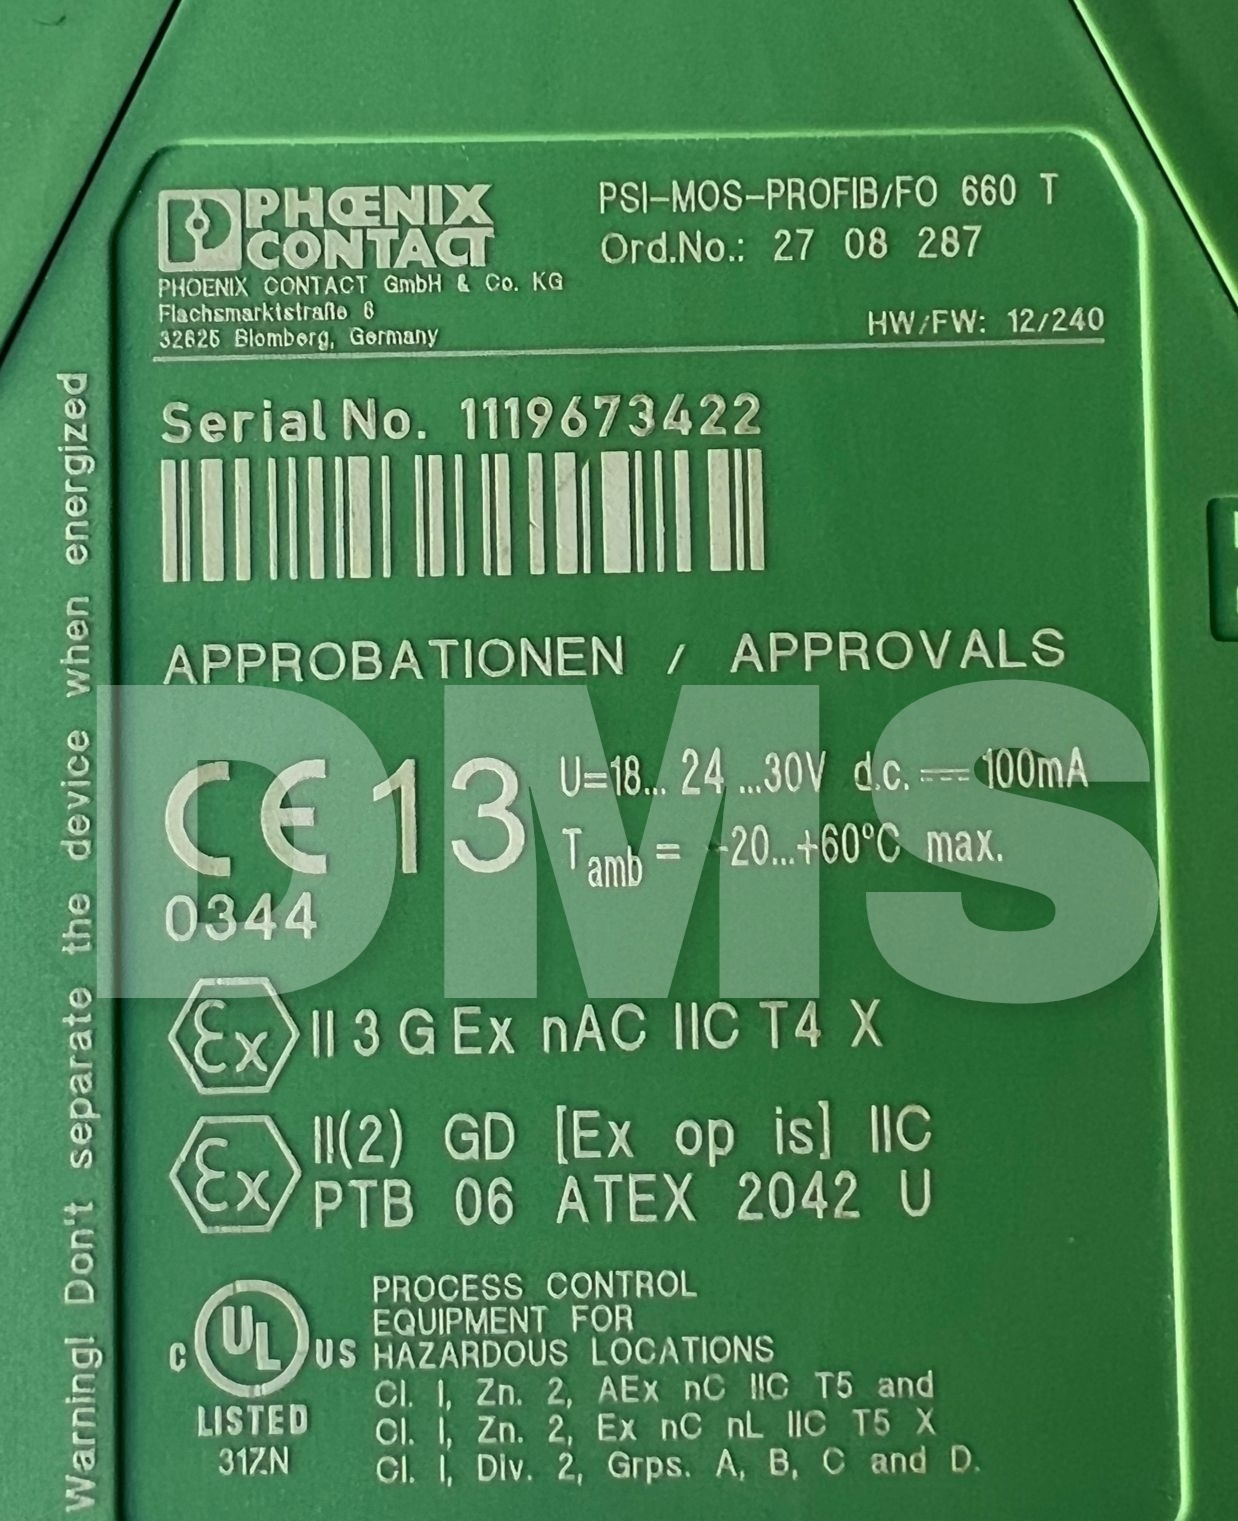 PHOENIX
CONTACT
PHOENIX CONTACT GmbH & Co. KG
Flachsmarktstraße 8
32825 Blomberg, Germany
PSI-MOS-PROFIB/FO 660 T
Ord.No.: 27 08 287
HW/FW: 12/240
Serial No. 1119673422
APPROBATIONEN / APPROVALS
CE 13
0344
U=18... 24 ...30V d.c. 100mA
Tamb = -20...+60°C max.
DMS
Ex II 3 G Ex nAC IIC T4 X
Ex II(2) GD [Ex op is] IIC
PTB 06 ATEX 2042 U
C UL US
LISTED
31ZN
PROCESS CONTROL
EQUIPMENT FOR
HAZARDOUS LOCATIONS
Cl. I, Zn. 2, AEx nC IIC T5 and
Cl. I, Zn. 2, Ex nC nL IIC T5 X
Cl. I, Div. 2, Grps. A, B, C and D.
Warning! Don't separate the device when energized